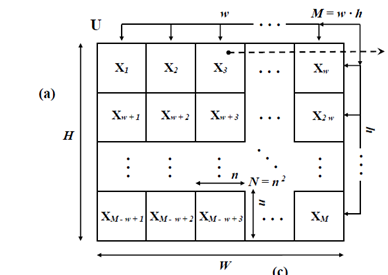 U w M = w · h
X1 X2 X3 ... Xw
(a)
Xw+1 Xw+2 Xw+3 ... X2w
H h
n N = n²
XM-w+1 XM-w+2 XM-w+3 n ... XM
W
(c)